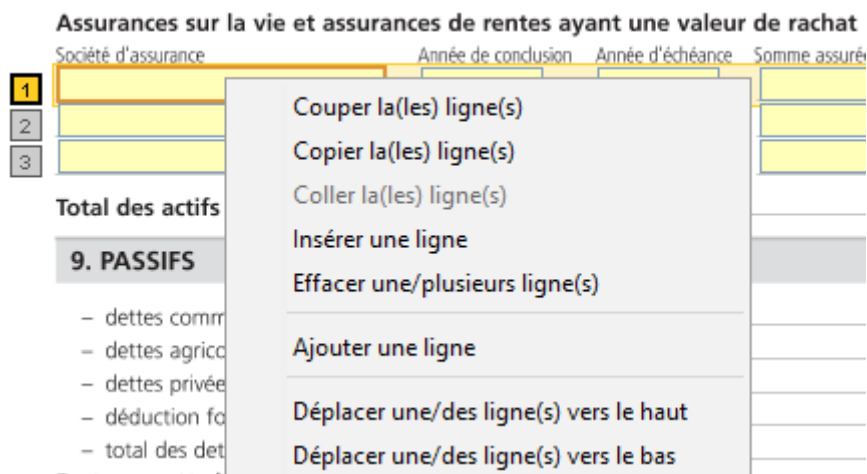 Assurances sur la vie et assurances de rentes ayant une valeur de rachat
Société d'assurance Année de conclusion Année d'échéance Somme assurée
1
2
3
Couper la(les) ligne(s)
Copier la(les) ligne(s)
Coller la(les) ligne(s)
Insérer une ligne
Effacer une/plusieurs ligne(s)
Ajouter une ligne
Déplacer une/des ligne(s) vers le haut
Déplacer une/des ligne(s) vers le bas
Total des actifs
9. PASSIFS
– dettes comm
– dettes agrico
– dettes privée
– déduction fo
– total des det